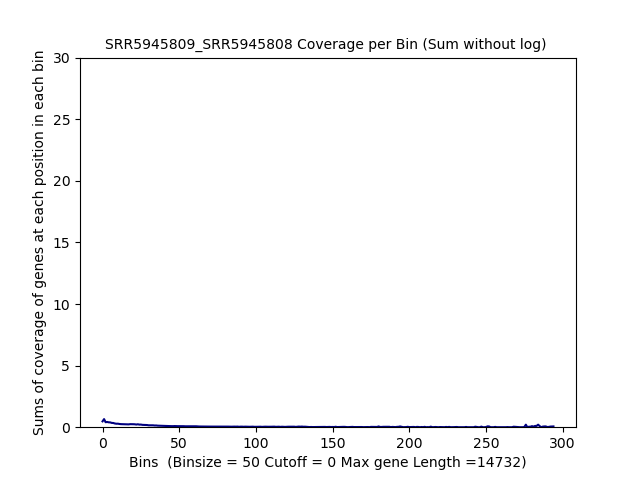 SRR5945809_SRR5945808 Coverage per Bin (Sum without log)
Sums of coverage of genes at each position in each bin
30
25
20
15
10
5
0
0 50 100 150 200 250 300
Bins  (Binsize = 50 Cutoff = 0 Max gene Length =14732)